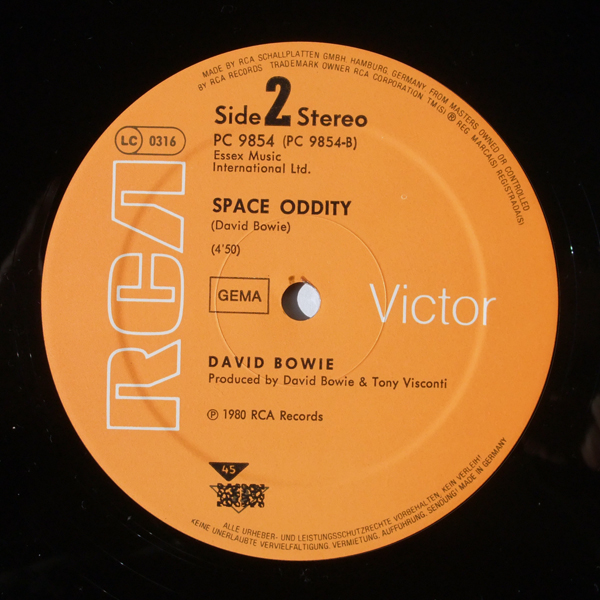 MADE BY RCA SCHALLPLATTEN GMBH, HAMBURG, GERMANY, FROM MASTERS OWNED OR CONTROLLED
BY RCA RECORDS TRADEMARK OWNER RCA CORPORATION. TM(S) ® REG. MARCA(S) REGISTRADA(S)
Side 2 Stereo
PC 9854 (PC 9854-B)
Essex Music
International Ltd.
LC 0316
SPACE ODDITY
(David Bowie)
(4'50)
GEMA
RCA
Victor
DAVID BOWIE
Produced by David Bowie & Tony Visconti
℗ 1980 RCA Records
45
ALLE URHEBER- UND LEISTUNGSSCHUTZRECHTE VORBEHALTEN. KEIN VERLEIH!
KEINE UNERLAUBTE VERVIELFÄLTIGUNG, VERMIETUNG, AUFFÜHRUNG, SENDUNG! MADE IN GERMANY